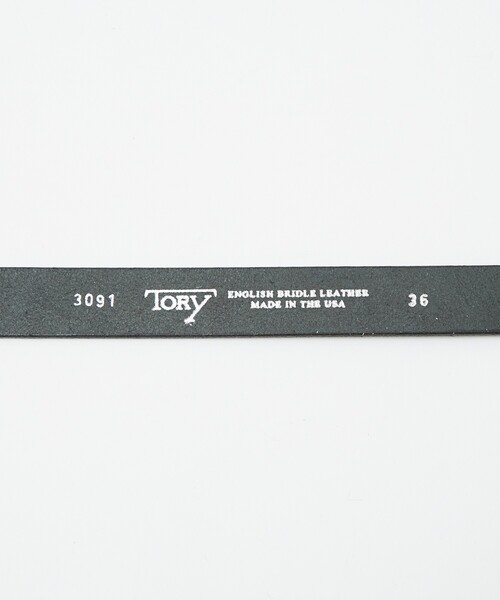 3091 TORY ENGLISH BRIDLE LEATHER 36
MADE IN THE USA